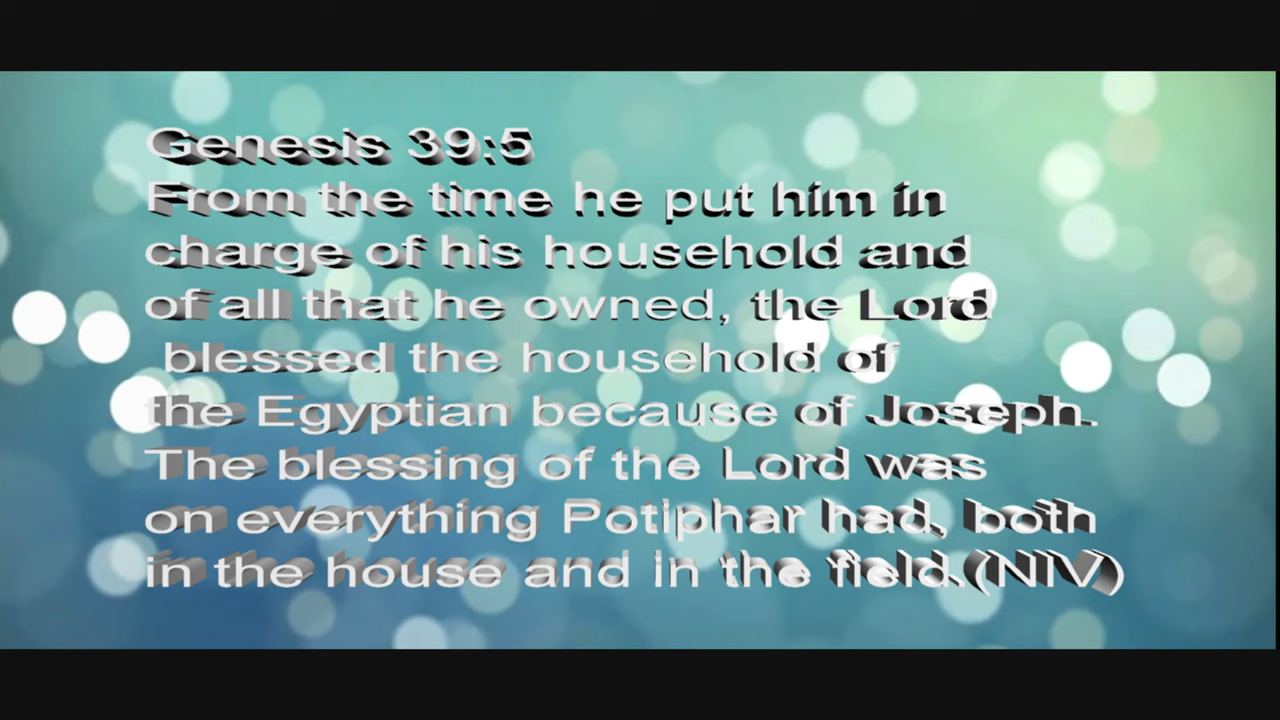 Genesis 39:5
From the time he put him in
charge of his household and
of all that he owned, the Lord
blessed the household of
the Egyptian because of Joseph.
The blessing of the Lord was
on everything Potiphar had, both
in the house and in the field.(NIV)